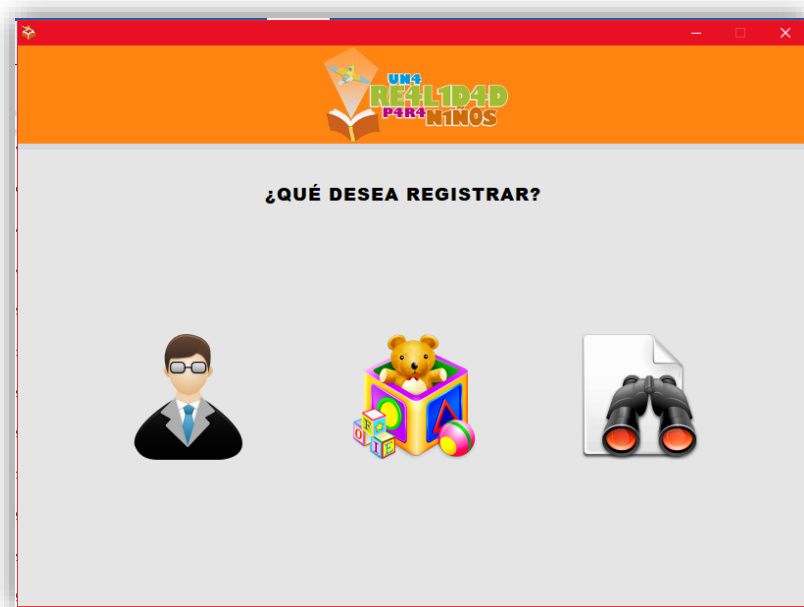 UN4
RE4L1D4D
P4R4 N1NOS
¿QUÉ DESEA REGISTRAR?
O F I E